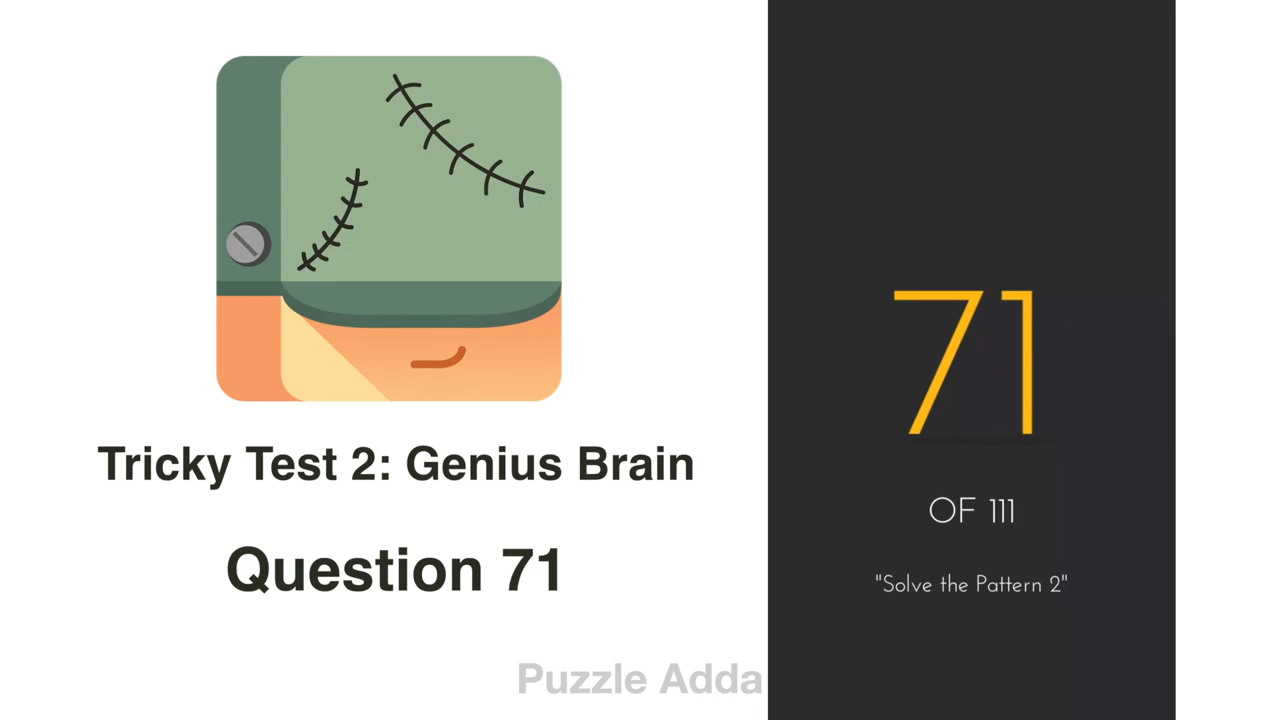 Tricky Test 2: Genius Brain
Question 71
Puzzle Adda
71
OF 111
"Solve the Pattern 2"